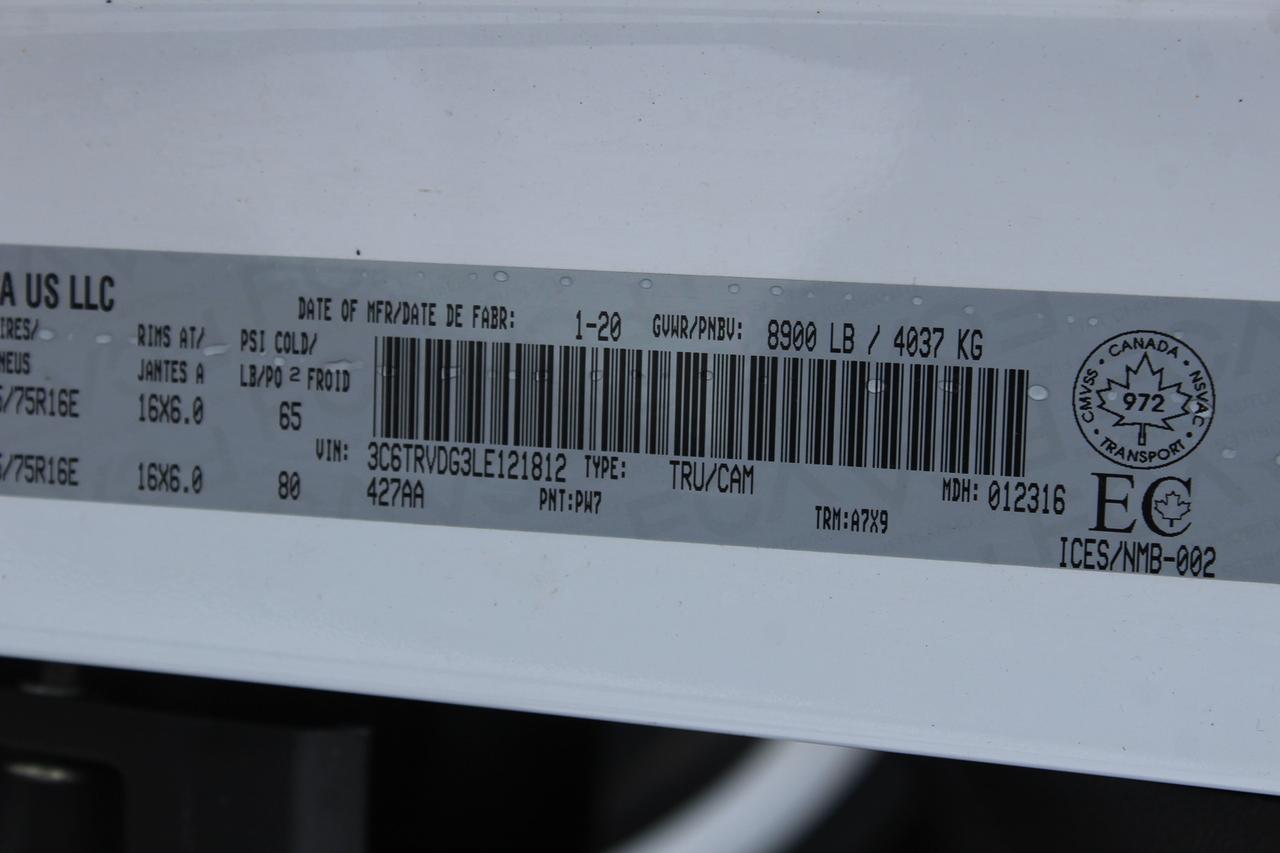 A US LLC
DATE OF MFR/DATE DE FABR: 1-20 GVWR/PNBV: 8900 LB / 4037 KG
IRES/ RIMS AT/ PSI COLD/
NEUS JANTES A LB/PO 2 FROID
/75R16E 16X6.0 65
VIN: 3C6TRVDG3LE121812 TYPE: TRU/CAM MDH: 012316
/75R16E 16X6.0 80 427AA PNT:PW7 TRM:A7X9
CANADA
CMVSS · NSVAC
972
TRANSPORT
EC
ICES/NMB-002